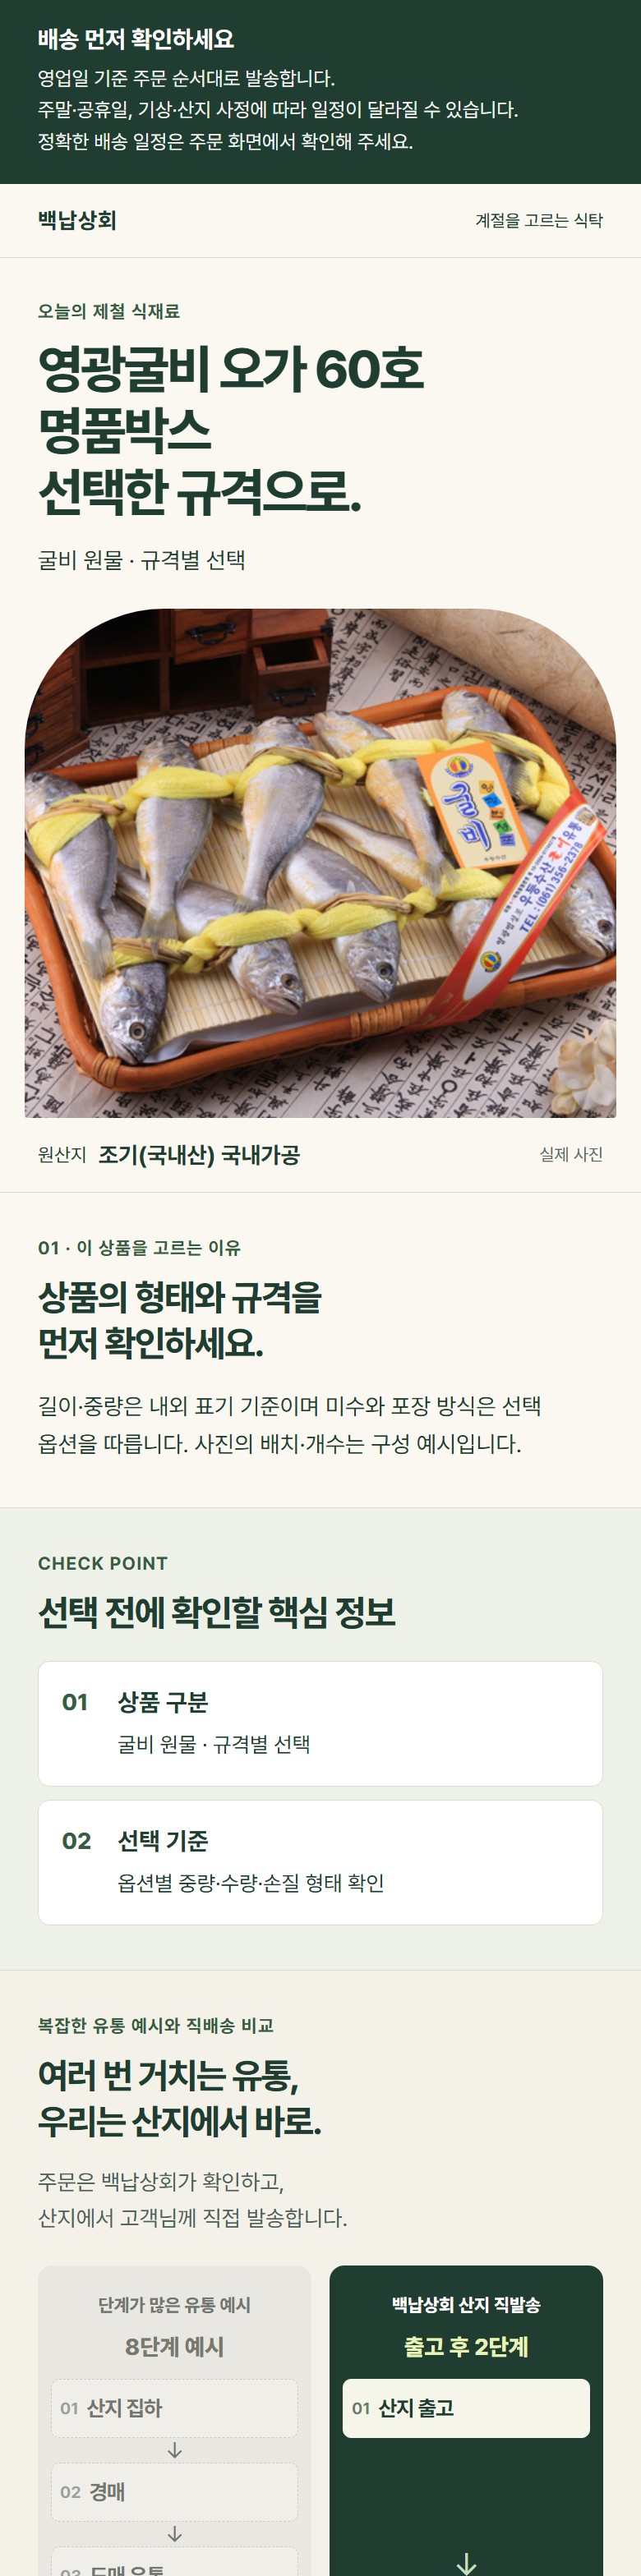 배송 먼저 확인하세요
영업일 기준 주문 순서대로 발송합니다.
주말·공휴일, 기상·산지 사정에 따라 일정이 달라질 수 있습니다.
정확한 배송 일정은 주문 화면에서 확인해 주세요.
백납상회
계절을 고르는 식탁
오늘의 제철 식재료
영광굴비 오가 60호
명품박스
선택한 규격으로.
굴비 원물 · 규격별 선택
굴비
우등수산
유통
TEL : (061) 356-2378
원산지 조기(국내산) 국내가공
실제 사진
01 · 이 상품을 고르는 이유
상품의 형태와 규격을
먼저 확인하세요.
길이·중량은 내외 표기 기준이며 미수와 포장 방식은 선택
옵션을 따릅니다. 사진의 배치·개수는 구성 예시입니다.
CHECK POINT
선택 전에 확인할 핵심 정보
01 상품 구분
굴비 원물 · 규격별 선택
02 선택 기준
옵션별 중량·수량·손질 형태 확인
복잡한 유통 예시와 직배송 비교
여러 번 거치는 유통,
우리는 산지에서 바로.
주문은 백납상회가 확인하고,
산지에서 고객님께 직접 발송합니다.
단계가 많은 유통 예시
8단계 예시
01 산지 집하
↓
02 경매
↓
03 도매 유통
백납상회 산지 직발송
출고 후 2단계
01 산지 출고
↓